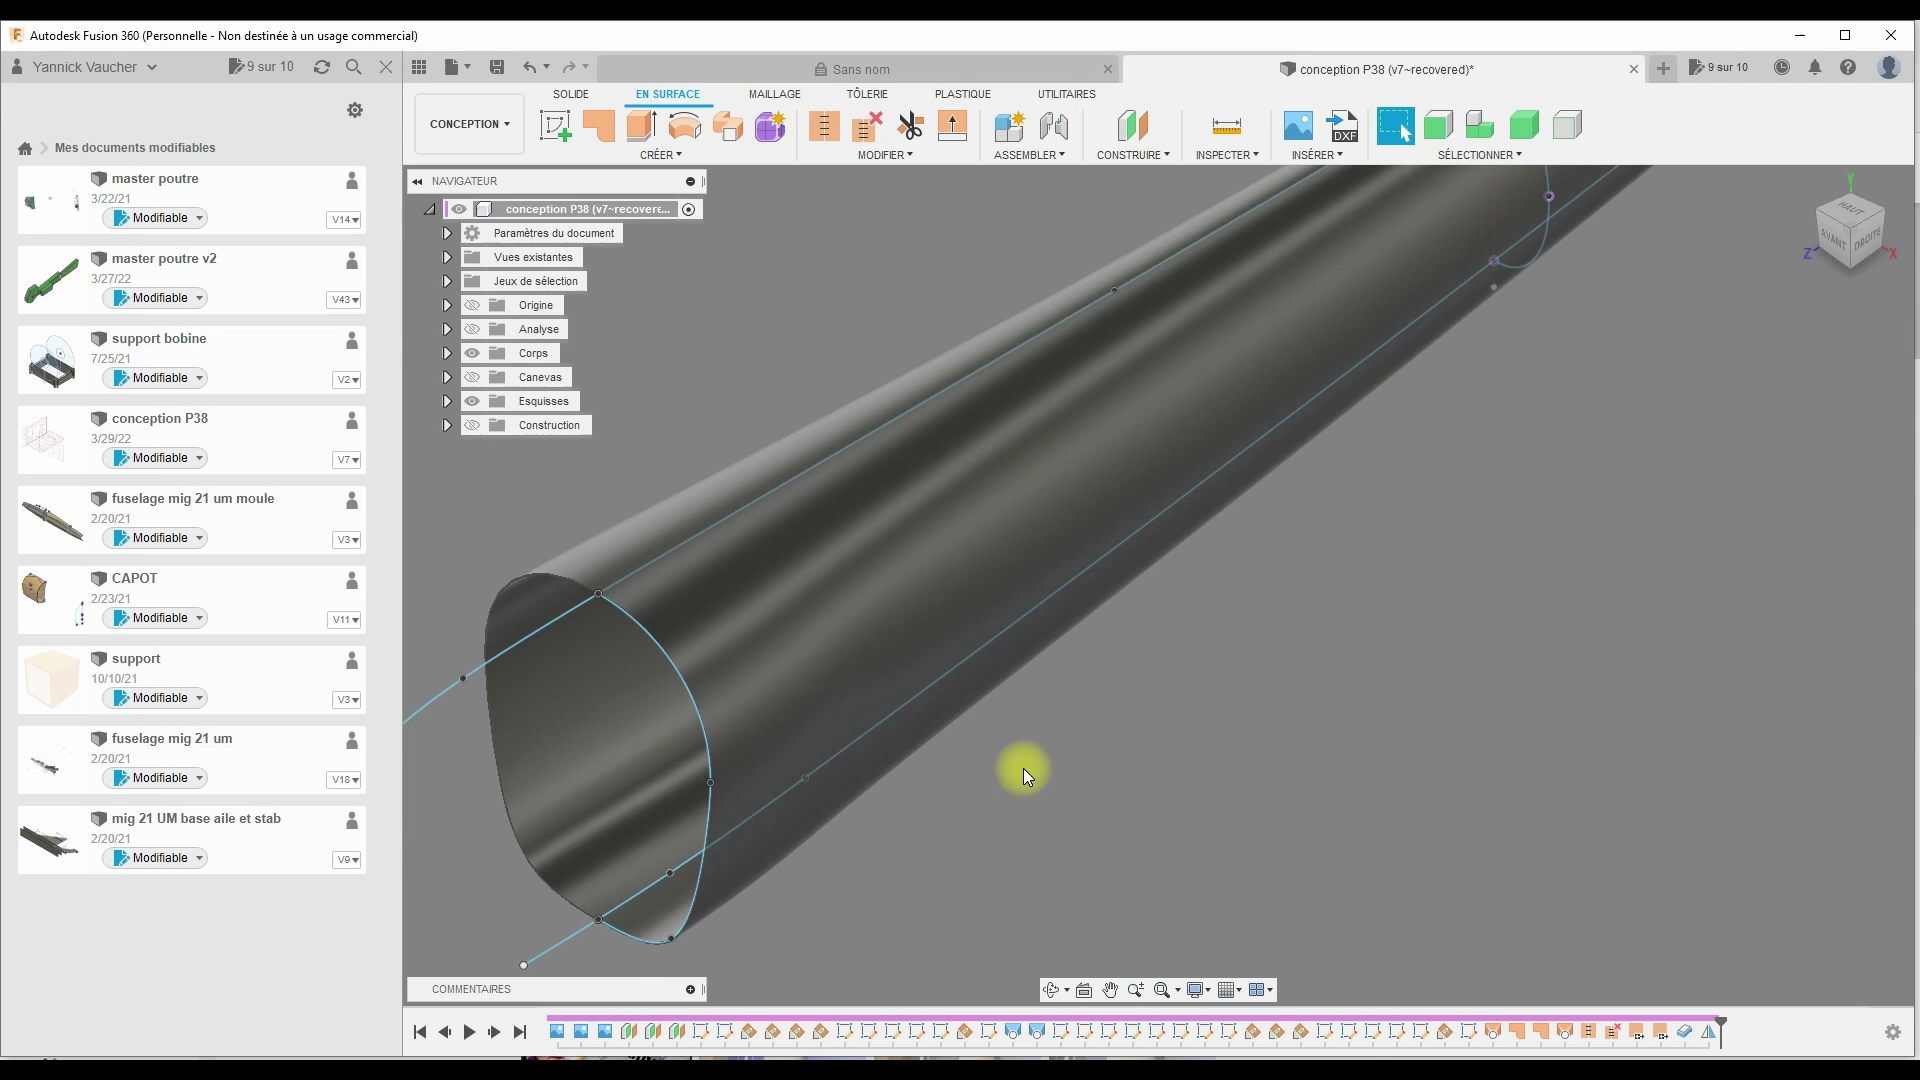 Autodesk Fusion 360 (Personnelle - Non destinée à un usage commercial)
Yannick Vaucher
9 sur 10
Sans nom
conception P38 (v7~recovered)*
9 sur 10
SOLIDE
EN SURFACE
MAILLAGE
TÔLERIE
PLASTIQUE
UTILITAIRES
CONCEPTION
DXF
CRÉER
MODIFIER
ASSEMBLER
CONSTRUIRE
INSPECTER
INSÉRER
SÉLECTIONNER
Mes documents modifiables
master poutre
3/22/21
Modifiable
V14
master poutre v2
3/27/22
Modifiable
V43
support bobine
7/25/21
Modifiable
V2
conception P38
3/29/22
Modifiable
V7
fuselage mig 21 um moule
2/20/21
Modifiable
V3
CAPOT
2/23/21
Modifiable
V11
support
10/10/21
Modifiable
V3
fuselage mig 21 um
2/20/21
Modifiable
V18
mig 21 UM base aile et stab
2/20/21
Modifiable
V9
NAVIGATEUR
conception P38 (v7~recovere...
Paramètres du document
Vues existantes
Jeux de sélection
Origine
Analyse
Corps
Canevas
Esquisses
Construction
Y
HAUT
AVANT
DROITE
Z
X
COMMENTAIRES